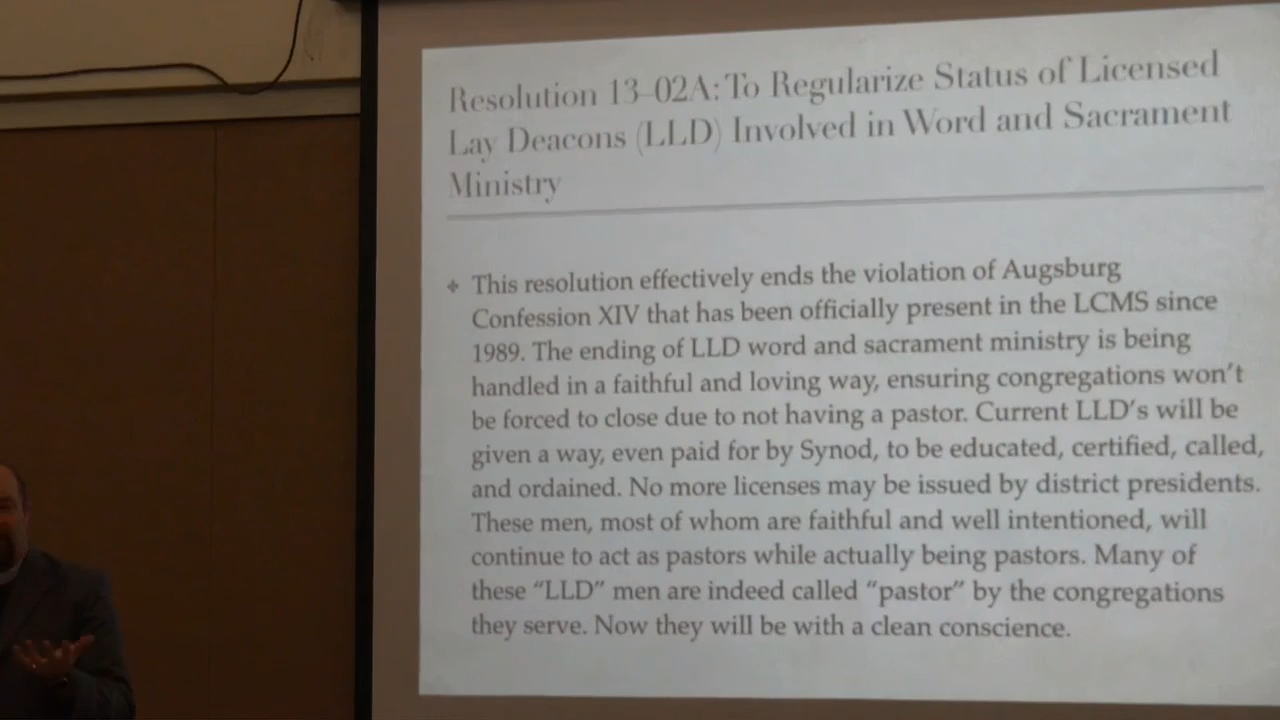 Resolution 13-02A: To Regularize Status of Licensed
Lay Deacons (LLD) Involved in Word and Sacrament
Ministry
This resolution effectively ends the violation of Augsburg
Confession XIV that has been officially present in the LCMS since
1989. The ending of LLD word and sacrament ministry is being
handled in a faithful and loving way, ensuring congregations won't
be forced to close due to not having a pastor. Current LLD's will be
given a way, even paid for by Synod, to be educated, certified, called,
and ordained. No more licenses may be issued by district presidents.
These men, most of whom are faithful and well intentioned, will
continue to act as pastors while actually being pastors. Many of
these “LLD” men are indeed called “pastor” by the congregations
they serve. Now they will be with a clean conscience.